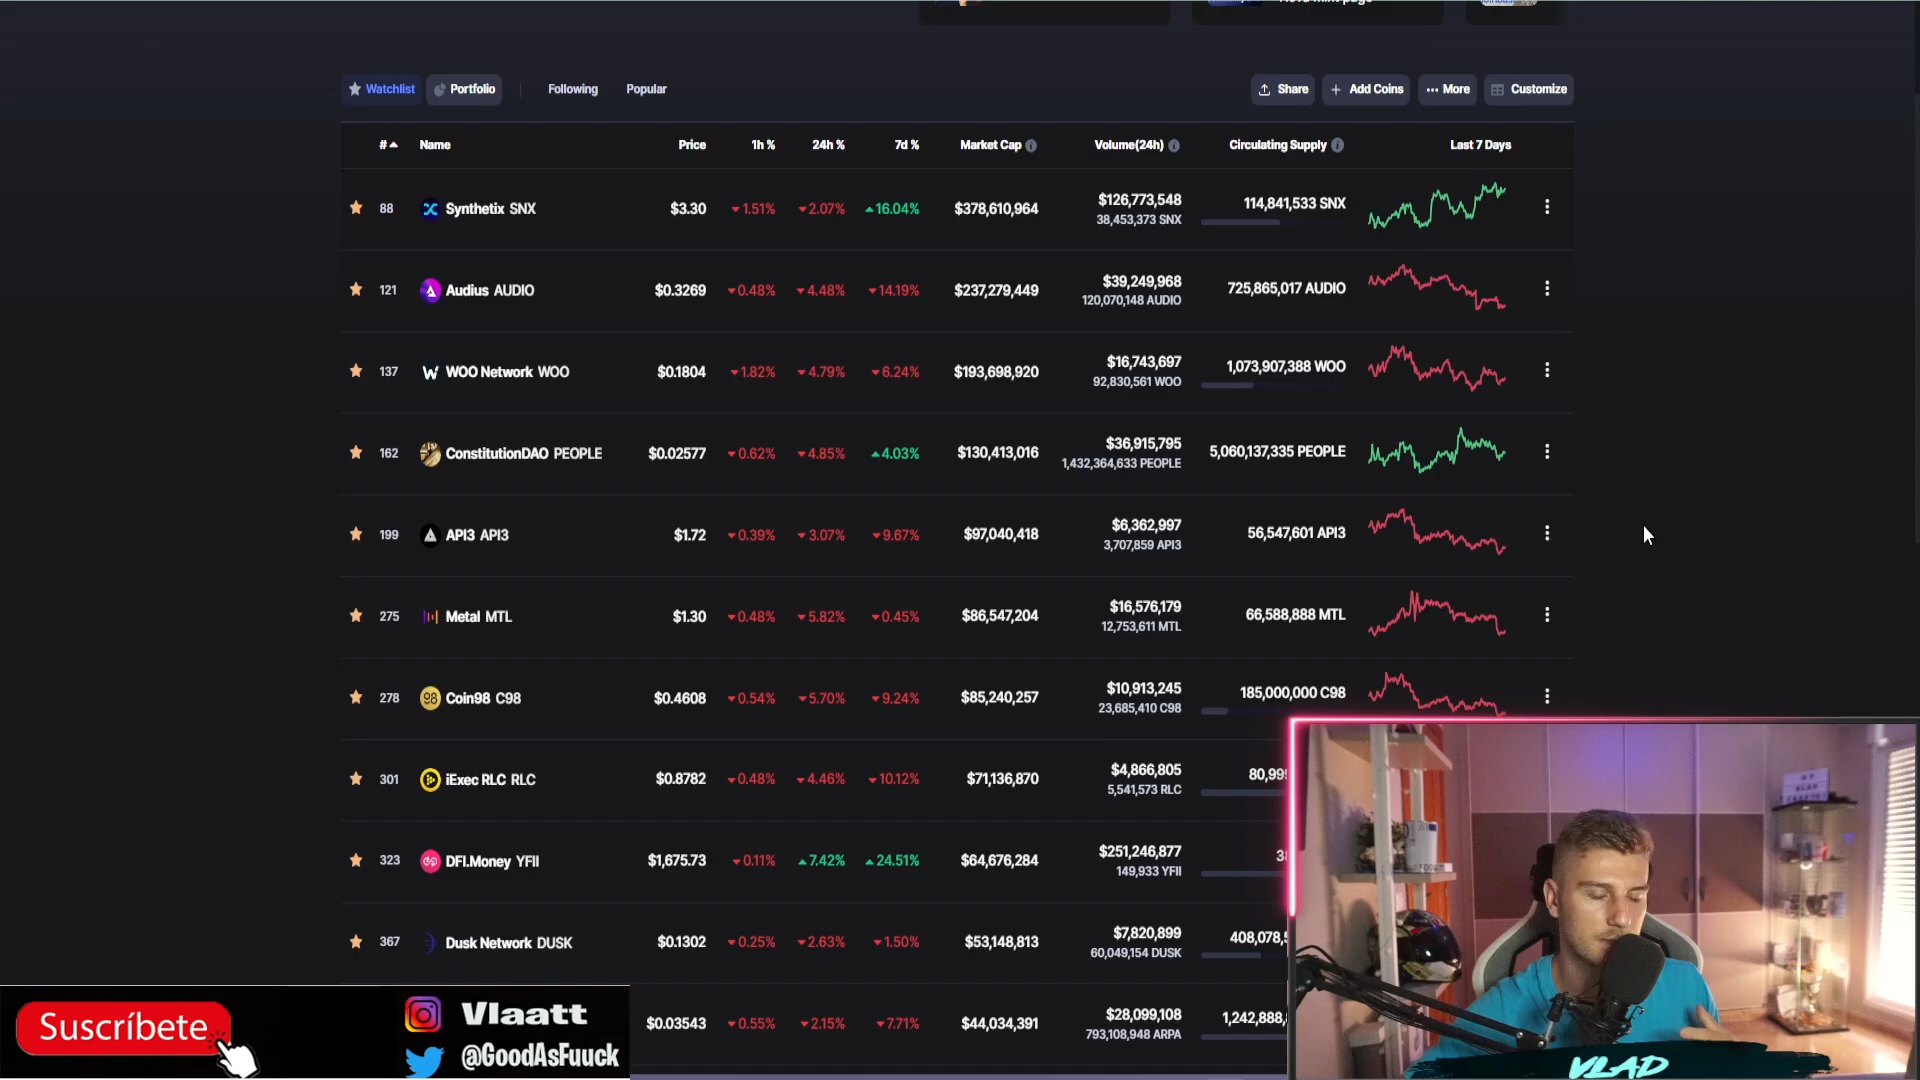 Watchlist Portfolio Following Popular Share + Add Coins ... More Customize
# Name Price 1h % 24h % 7d % Market Cap Volume(24h) Circulating Supply Last 7 Days
88 Synthetix SNX $3.30 1.51% 2.07% 16.04% $378,610,964 $126,773,548 114,841,533 SNX
38,453,373 SNX
121 Audius AUDIO $0.3269 0.48% 4.48% 14.19% $237,279,449 $39,249,968 725,865,017 AUDIO
120,070,148 AUDIO
137 WOO Network WOO $0.1804 1.82% 4.79% 6.24% $193,698,920 $16,743,697 1,073,907,388 WOO
92,830,561 WOO
162 ConstitutionDAO PEOPLE $0.02577 0.62% 4.85% 4.03% $130,413,016 $36,915,795 5,060,137,335 PEOPLE
1,432,364,633 PEOPLE
199 API3 API3 $1.72 0.39% 3.07% 9.67% $97,040,418 $6,362,997 56,547,601 API3
3,707,859 API3
275 Metal MTL $1.30 0.48% 5.82% 0.45% $86,547,204 $16,576,179 66,588,888 MTL
12,753,611 MTL
278 Coin98 C98 $0.4608 0.54% 5.70% 9.24% $85,240,257 $10,913,245 185,000,000 C98
23,685,410 C98
301 iExec RLC RLC $0.8782 0.48% 4.46% 10.12% $71,136,870 $4,866,805 80,999
5,541,573 RLC
323 DFI.Money YFII $1,675.73 0.11% 7.42% 24.51% $64,676,284 $251,246,877
149,933 YFII
367 Dusk Network DUSK $0.1302 0.25% 2.63% 1.50% $53,148,813 $7,820,899 408,078,5
60,049,154 DUSK
$0.03543 0.55% 2.15% 7.71% $44,034,391 $28,099,108 1,242,888,
793,108,948 ARPA
Suscríbete
Vlaatt
@GoodAsFuuck
VLAD